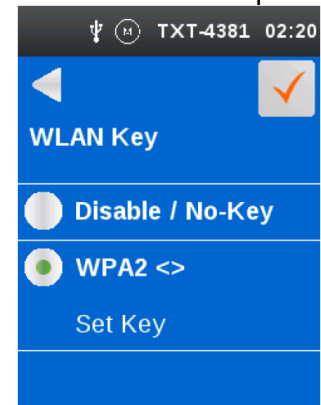 M TXT-4381 02:20
WLAN Key
Disable / No-Key
WPA2 <>
Set Key